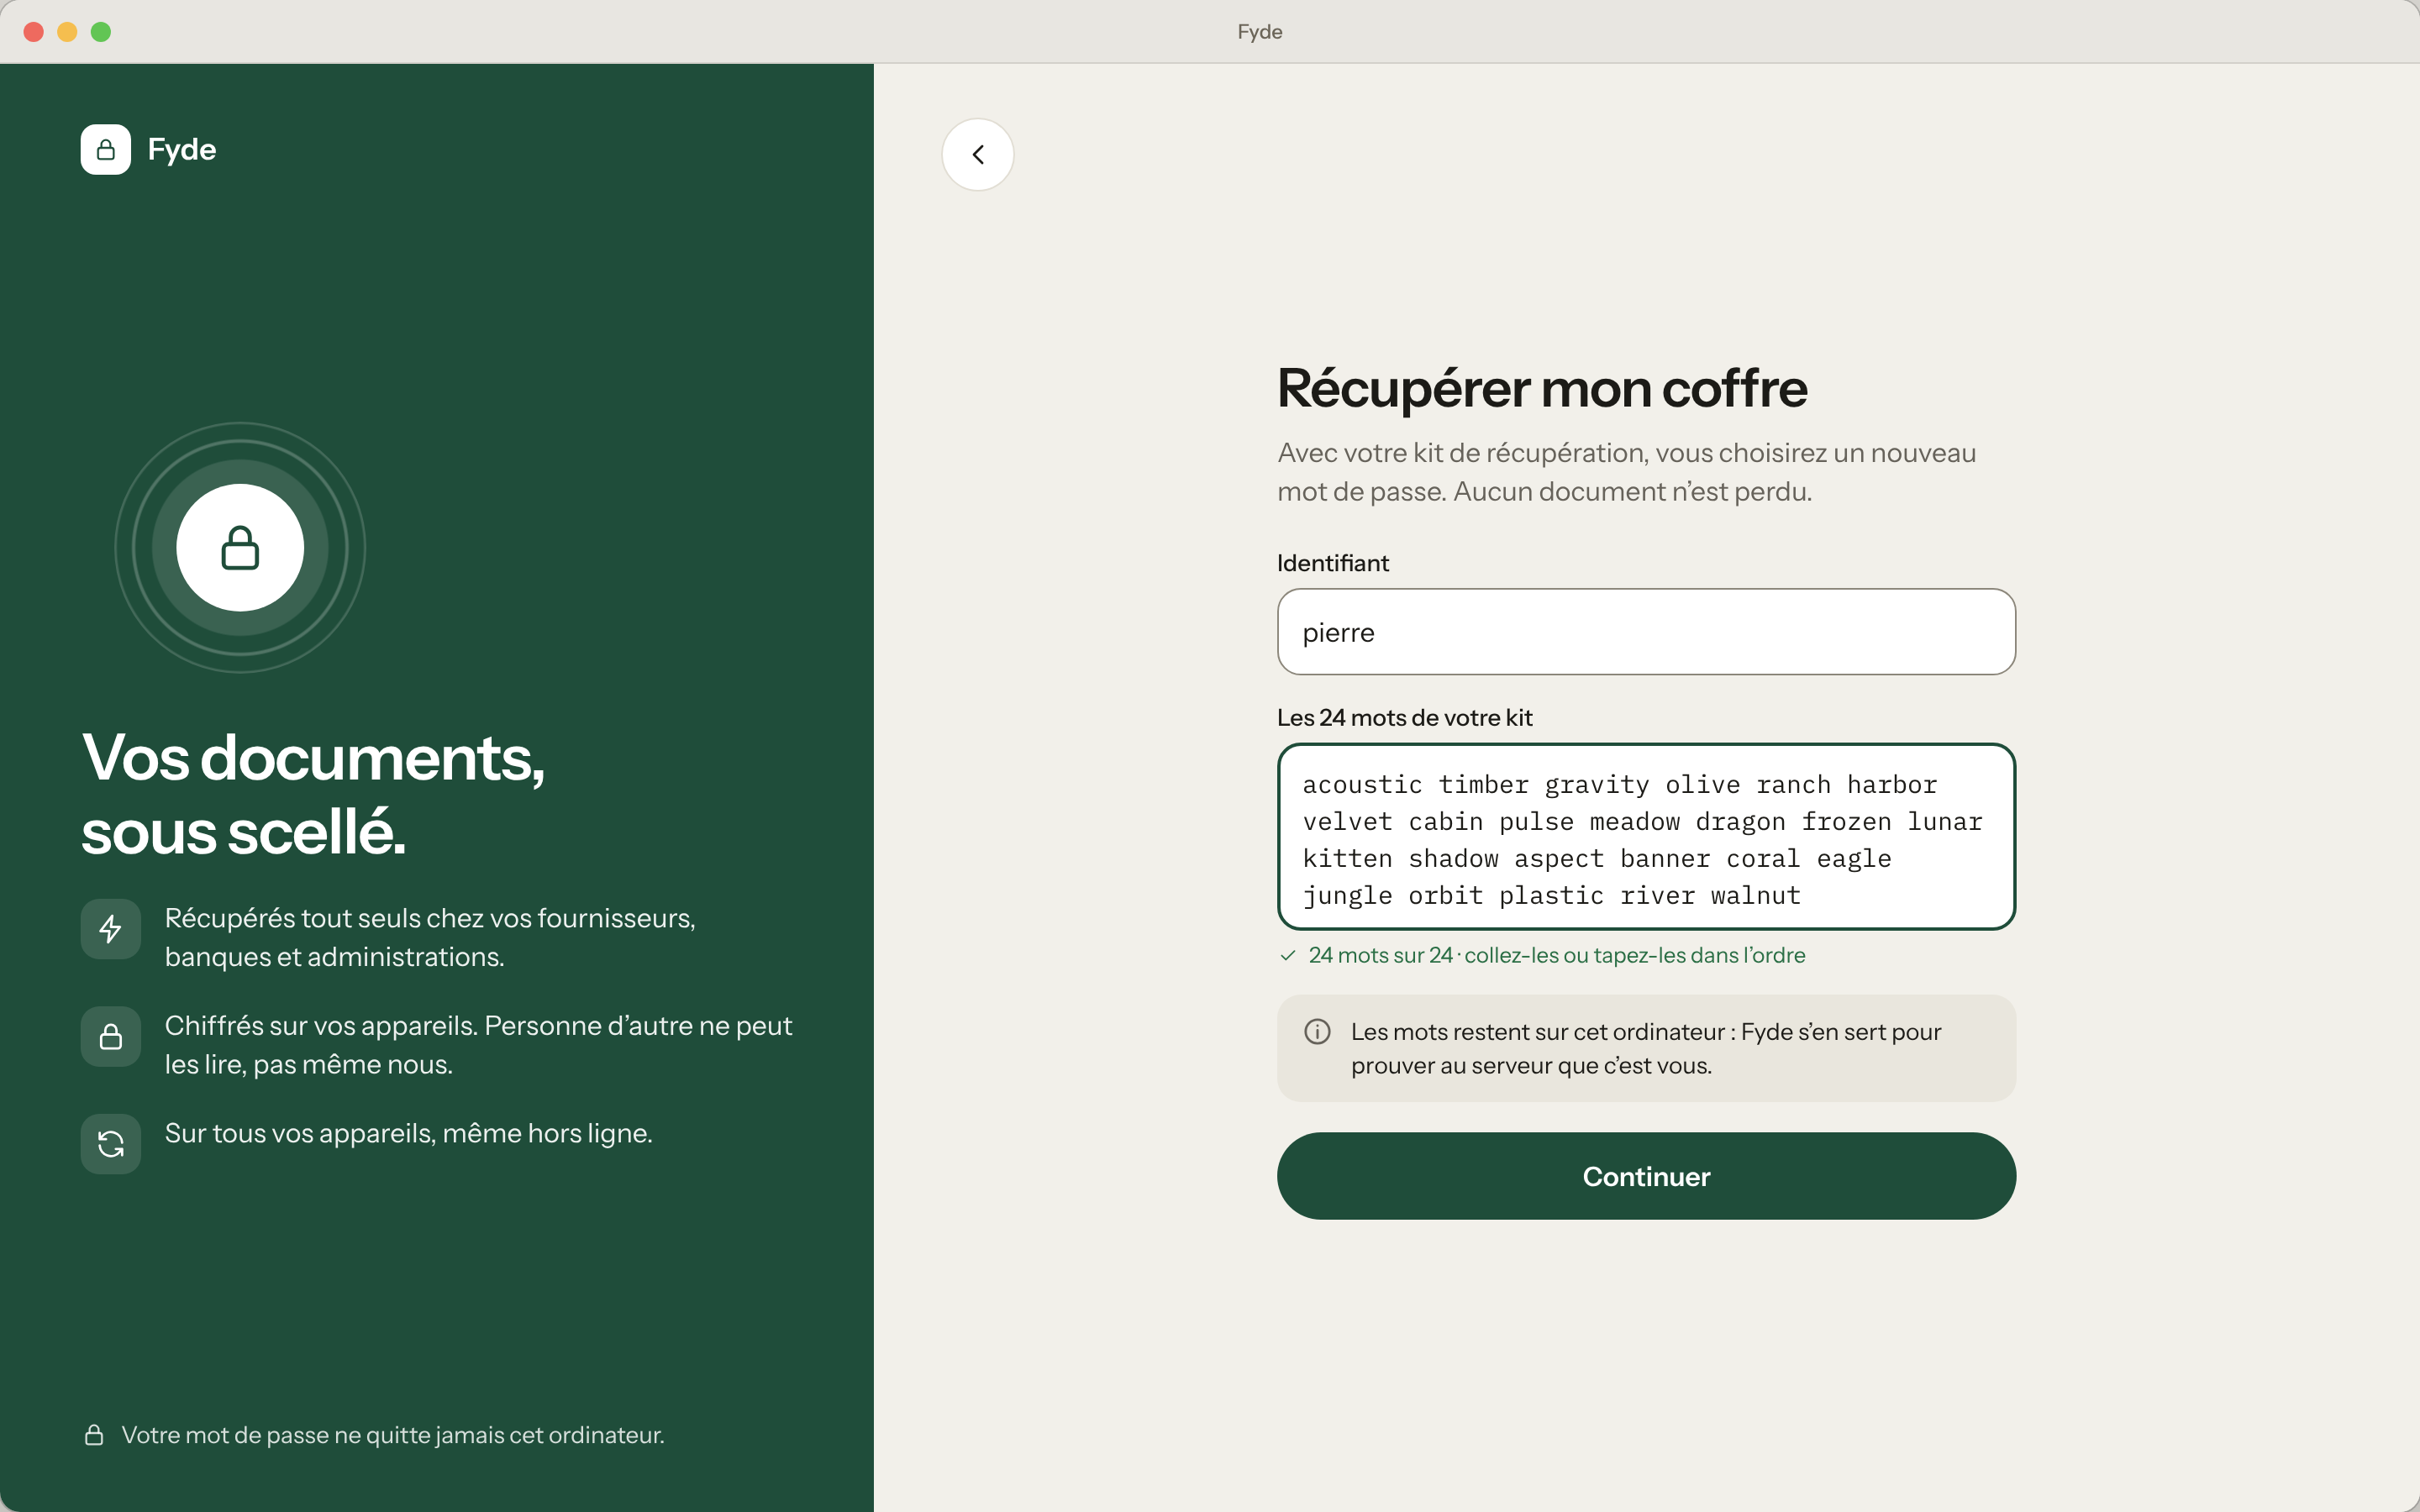 Fyde
Fyde
Vos documents,
sous scellé.
Récupérés tout seuls chez vos fournisseurs,
banques et administrations.
Chiffrés sur vos appareils. Personne d’autre ne peut
les lire, pas même nous.
Sur tous vos appareils, même hors ligne.
Votre mot de passe ne quitte jamais cet ordinateur.
Récupérer mon coffre
Avec votre kit de récupération, vous choisirez un nouveau
mot de passe. Aucun document n’est perdu.
Identifiant
pierre
Les 24 mots de votre kit
acoustic timber gravity olive ranch harbor
velvet cabin pulse meadow dragon frozen lunar
kitten shadow aspect banner coral eagle
jungle orbit plastic river walnut
24 mots sur 24 · collez-les ou tapez-les dans l’ordre
Les mots restent sur cet ordinateur : Fyde s’en sert pour
prouver au serveur que c’est vous.
Continuer